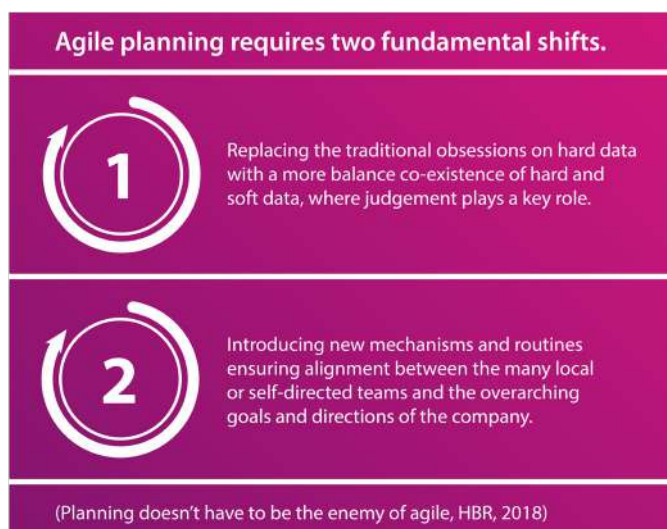 Agile planning requires two fundamental shifts.
1
Replacing the traditional obsessions on hard data
with a more balance co-existence of hard and
soft data, where judgement plays a key role.
2
Introducing new mechanisms and routines
ensuring alignment between the many local
or self-directed teams and the overarching
goals and directions of the company.
(Planning doesn't have to be the enemy of agile, HBR, 2018)